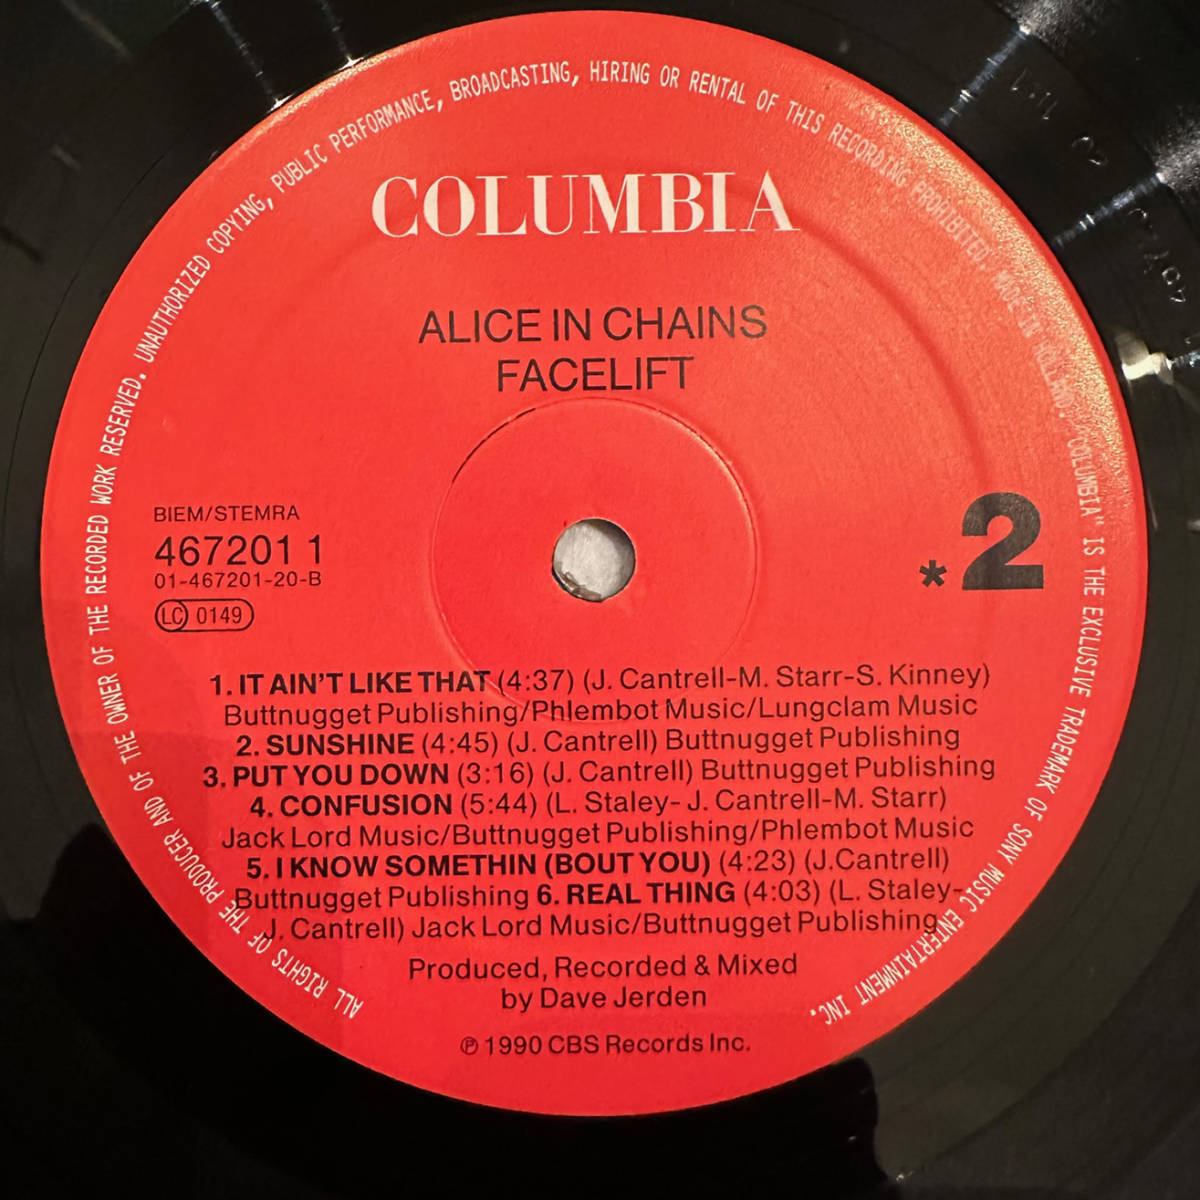 ALL RIGHTS OF THE PRODUCER AND OF THE OWNER OF THE RECORDED WORK RESERVED. UNAUTHORIZED COPYING, PUBLIC PERFORMANCE, BROADCASTING, HIRING OR RENTAL OF THIS RECORDING PROHIBITED. MADE IN HOLLAND. "COLUMBIA" IS THE EXCLUSIVE TRADEMARK OF SONY MUSIC ENTERTAINMENT INC.
COLUMBIA
ALICE IN CHAINS
FACELIFT
BIEM/STEMRA
467201 1
01-467201-20-B
LC 0149
*2
1. IT AIN'T LIKE THAT (4:37) (J. Cantrell-M. Starr-S. Kinney)
Buttnugget Publishing/Phlembot Music/Lungclam Music
2. SUNSHINE (4:45) (J. Cantrell) Buttnugget Publishing
3. PUT YOU DOWN (3:16) (J. Cantrell) Buttnugget Publishing
4. CONFUSION (5:44) (L. Staley- J. Cantrell-M. Starr)
Jack Lord Music/Buttnugget Publishing/Phlembot Music
5. I KNOW SOMETHIN (BOUT YOU) (4:23) (J.Cantrell)
Buttnugget Publishing 6. REAL THING (4:03) (L. Staley-
J. Cantrell) Jack Lord Music/Buttnugget Publishing
Produced, Recorded & Mixed
by Dave Jerden
℗ 1990 CBS Records Inc.